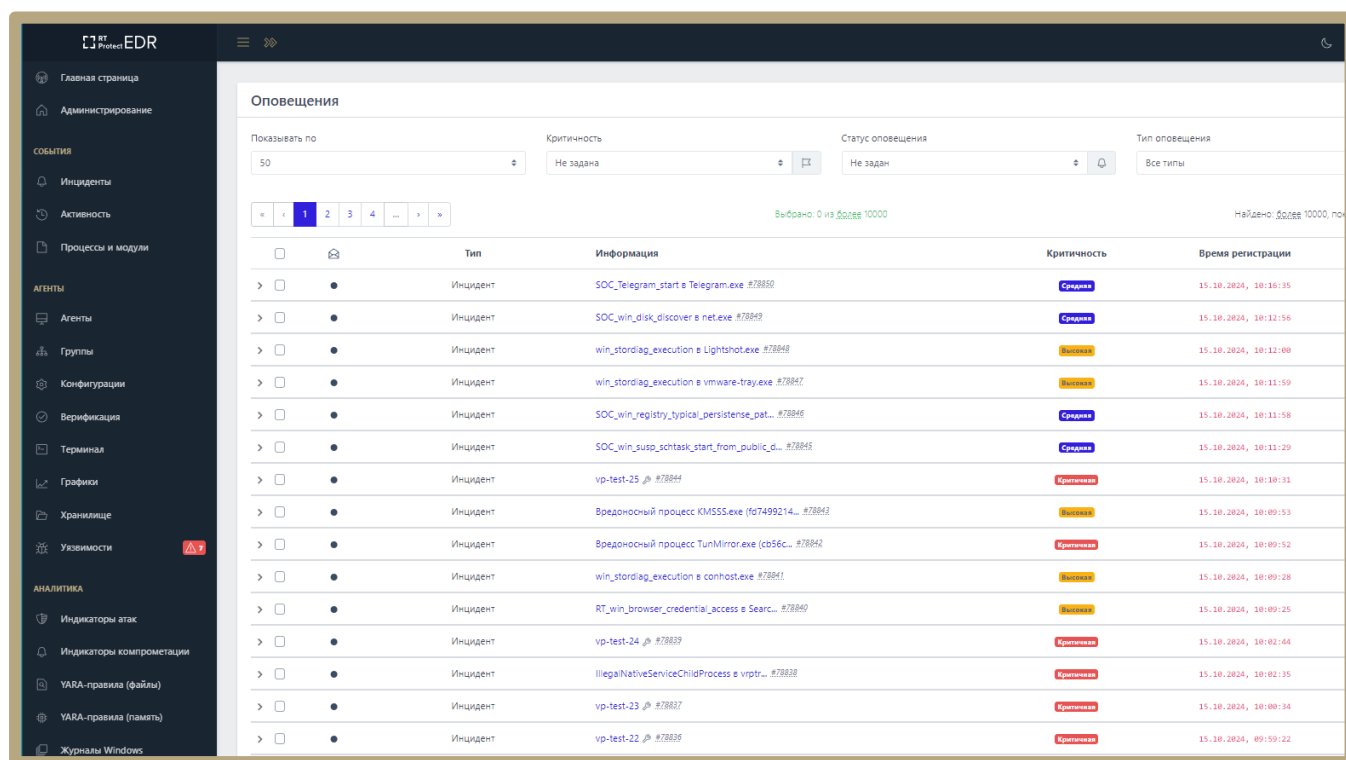 RT Protect EDR
Главная страница
Администрирование
СОБЫТИЯ
Инциденты
Активность
Процессы и модули
АГЕНТЫ
Агенты
Группы
Конфигурации
Верификация
Терминал
Графики
Хранилище
Уязвимости 7
АНАЛИТИКА
Индикаторы атак
Индикаторы компрометации
YARA-правила (файлы)
YARA-правила (память)
Журналы Windows
Оповещения
Показывать по Критичность Статус оповещения Тип оповещения
50 Не задана Не задан Все типы
« ‹ 1 2 3 4 ... › » Выбрано: 0 из более 10000 Найдено: более 10000, пок
Тип Информация Критичность Время регистрации
Инцидент SOC_Telegram_start в Telegram.exe #78850 Средняя 15.10.2024, 10:16:35
Инцидент SOC_win_disk_discover в net.exe #78849 Средняя 15.10.2024, 10:12:56
Инцидент win_stordiag_execution в Lightshot.exe #78848 Высокая 15.10.2024, 10:12:00
Инцидент win_stordiag_execution в vmware-tray.exe #78847 Высокая 15.10.2024, 10:11:59
Инцидент SOC_win_registry_typical_persistense_pat... #78846 Средняя 15.10.2024, 10:11:58
Инцидент SOC_win_susp_schtask_start_from_public_d... #78845 Средняя 15.10.2024, 10:11:29
Инцидент vp-test-25 #78844 Критичная 15.10.2024, 10:10:31
Инцидент Вредоносный процесс KMSSS.exe (fd7499214... #78843 Высокая 15.10.2024, 10:09:53
Инцидент Вредоносный процесс TunMirror.exe (cb56c... #78842 Критичная 15.10.2024, 10:09:52
Инцидент win_stordiag_execution в conhost.exe #78841 Высокая 15.10.2024, 10:09:28
Инцидент RT_win_browser_credential_access в Searc... #78840 Высокая 15.10.2024, 10:09:25
Инцидент vp-test-24 #78839 Критичная 15.10.2024, 10:02:44
Инцидент IllegalNativeServiceChildProcess в vrptr... #78838 Критичная 15.10.2024, 10:02:35
Инцидент vp-test-23 #78837 Критичная 15.10.2024, 10:00:34
Инцидент vp-test-22 #78836 Критичная 15.10.2024, 09:59:22